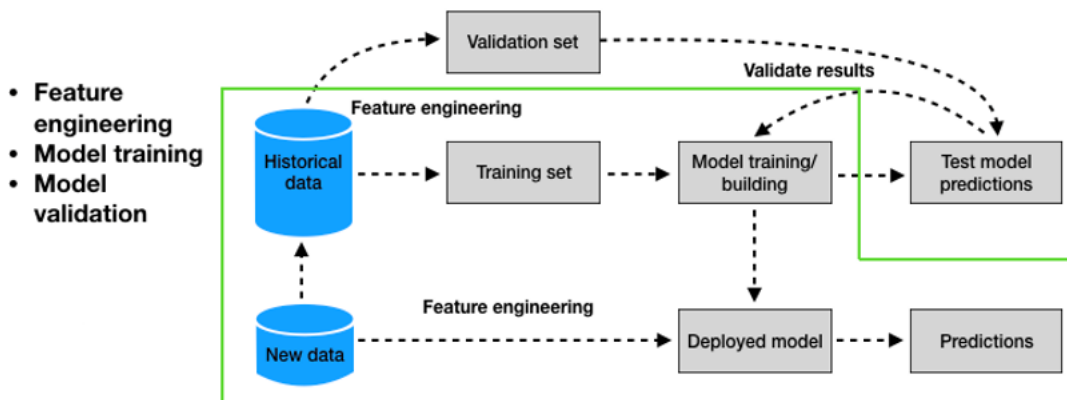 • Feature
engineering
• Model training
• Model
validation
Validation set
Validate results
Feature engineering
Historical
data
Training set
Model training/
building
Test model
predictions
Feature engineering
New data
Deployed model
Predictions